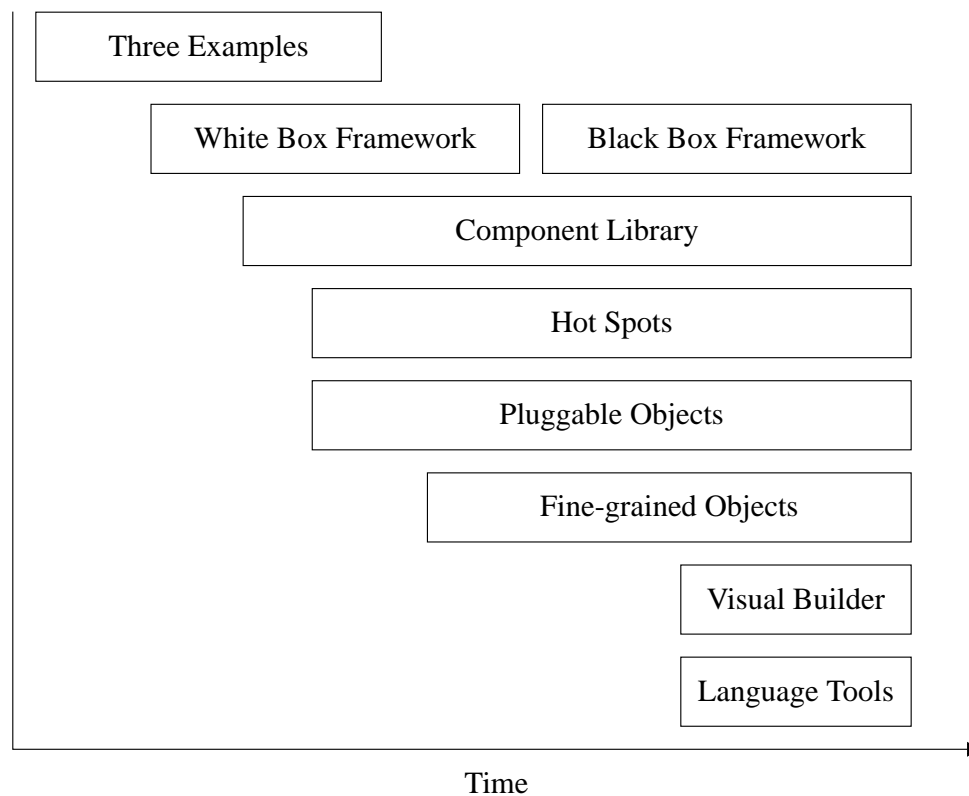 Three Examples
White Box Framework
Black Box Framework
Component Library
Hot Spots
Pluggable Objects
Fine-grained Objects
Visual Builder
Language Tools
Time